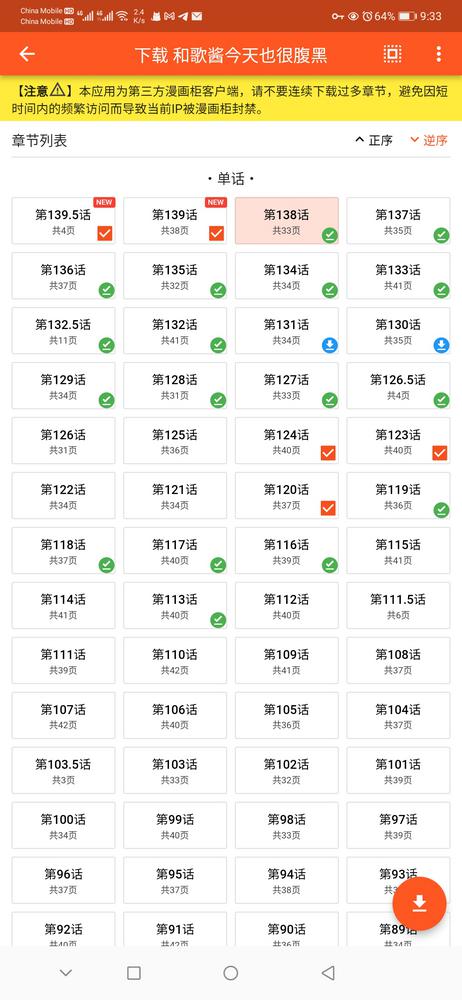 China Mobile HD 4G 4G 2.4 64% 9:33
China Mobile HD K/s
下载 和歌酱今天也很腹黑
【注意⚠】本应用为第三方漫画柜客户端，请不要连续下载过多章节，避免因短
时间内的频繁访问而导致当前IP被漫画柜封禁。
章节列表 正序 逆序
• 单话 •
NEW NEW
第139.5话 第139话 第138话 第137话
共4页 共38页 共33页 共35页
第136话 第135话 第134话 第133话
共37页 共32页 共34页 共41页
第132.5话 第132话 第131话 第130话
共11页 共41页 共34页 共35页
第129话 第128话 第127话 第126.5话
共34页 共31页 共33页 共4页
第126话 第125话 第124话 第123话
共31页 共36页 共40页 共40页
第122话 第121话 第120话 第119话
共34页 共34页 共37页 共36页
第118话 第117话 第116话 第115话
共37页 共40页 共39页 共41页
第114话 第113话 第112话 第111.5话
共41页 共40页 共40页 共6页
第111话 第110话 第109话 第108话
共39页 共42页 共41页 共37页
第107话 第106话 第105话 第104话
共42页 共40页 共36页 共37页
第103.5话 第103话 第102话 第101话
共3页 共33页 共32页 共39页
第100话 第99话 第98话 第97话
共34页 共40页 共33页 共39页
第96话 第95话 第94话 第93话
共37页 共37页 共38页
第92话 第91话 第90话 第89话
共40页 共42页 共36页 共34页